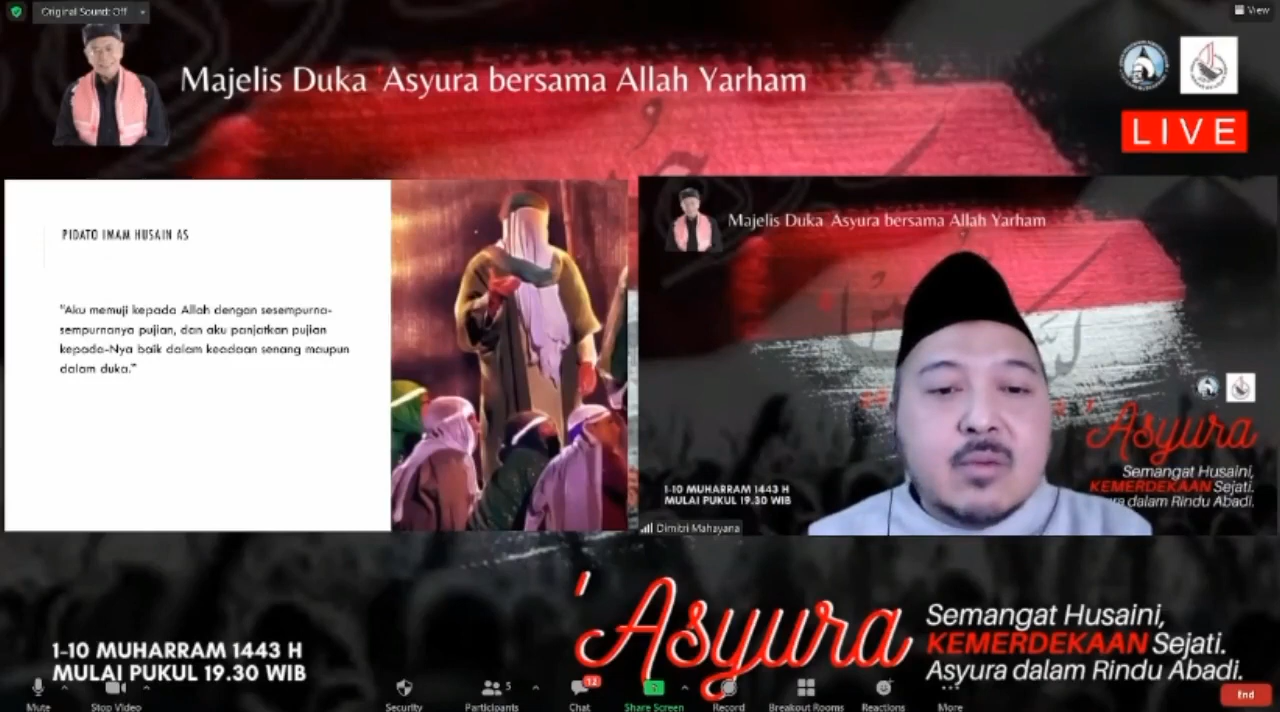 Original Sound: Off
View
Majelis Duka 'Asyura bersama Allah Yarham
LIVE
PIDATO IMAM HUSAIN AS
"Aku memuji kepada Allah dengan sesempurna-
sempurnanya pujian, dan aku panjatkan pujian
kepada-Nya baik dalam keadaan senang maupun
dalam duka."
Majelis Duka 'Asyura bersama Allah Yarham
'Asyura
Semangat Husaini,
KEMERDEKAAN Sejati.
dalam Rindu Abadi.
1-10 MUHARRAM 1443 H
MULAI PUKUL 19.30 WIB
Dimitri Mahayana
'Asyura
Semangat Husaini,
KEMERDEKAAN Sejati.
Asyura dalam Rindu Abadi.
1-10 MUHARRAM 1443 H
MULAI PUKUL 19.30 WIB
Mute
Stop Video
Security
5
Participants
12
Chat
Share Screen
Record
Breakout Rooms
Reactions
More
End